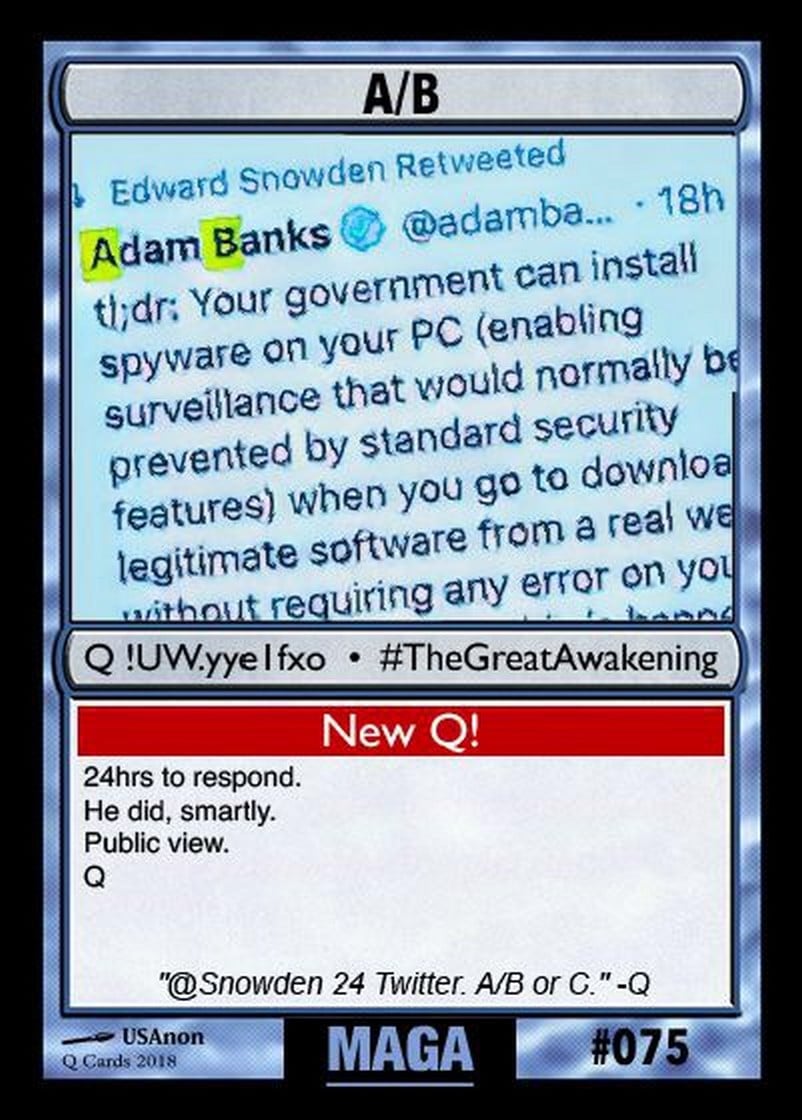 A/B
Edward Snowden Retweeted
Adam Banks @adamba... · 18h
tl;dr: Your government can install
spyware on your PC (enabling
surveillance that would normally be
prevented by standard security
features) when you go to downloa
legitimate software from a real we
without requiring any error on you
Q !UW.yye1fxo • #TheGreatAwakening
New Q!
24hrs to respond.
He did, smartly.
Public view.
Q
"@Snowden 24 Twitter. A/B or C." -Q
USAnon
Q Cards 2018
MAGA
#075